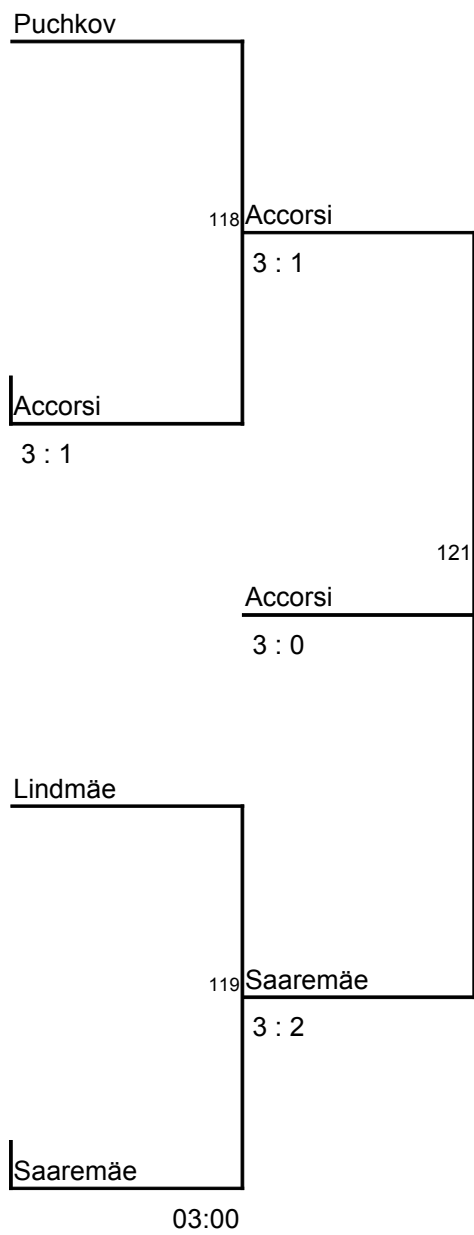 Puchkov
118 Accorsi
3 : 1
Accorsi
3 : 1
121
Accorsi
3 : 0
Lindmäe
119 Saaremäe
3 : 2
Saaremäe
03:00